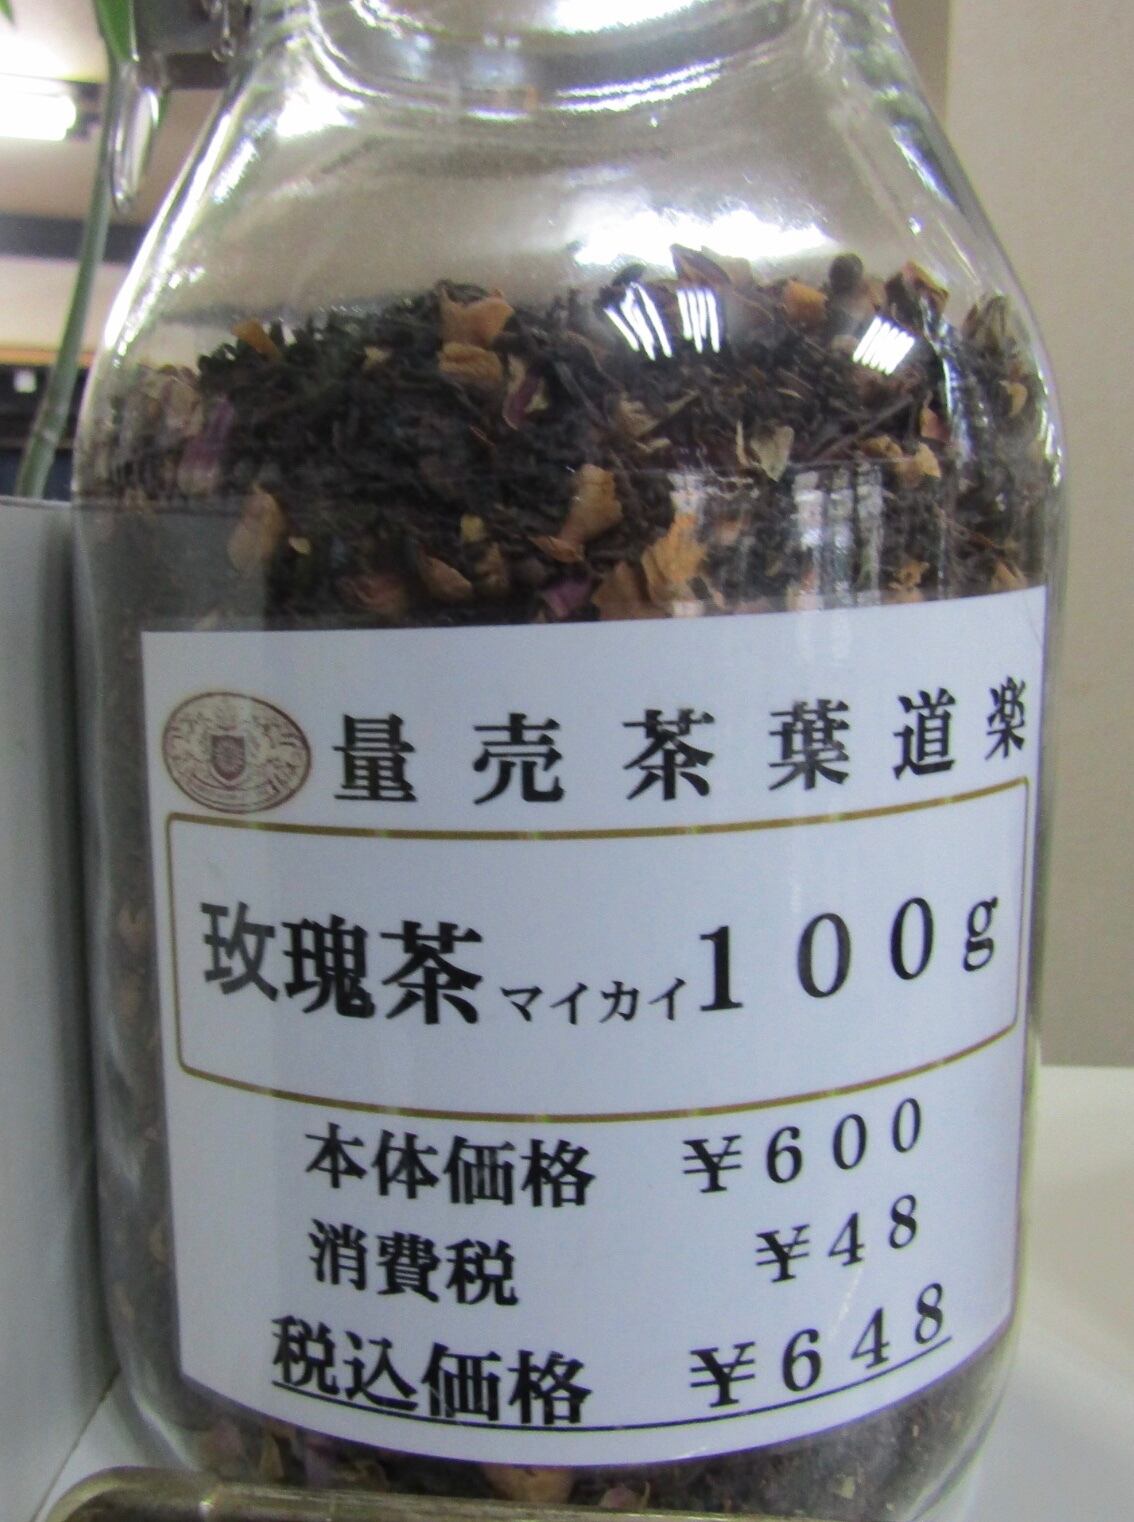 量売茶葉道楽
玫瑰茶マイカイ100g
本体価格 ¥600
消費税 ¥48
税込価格 ¥648